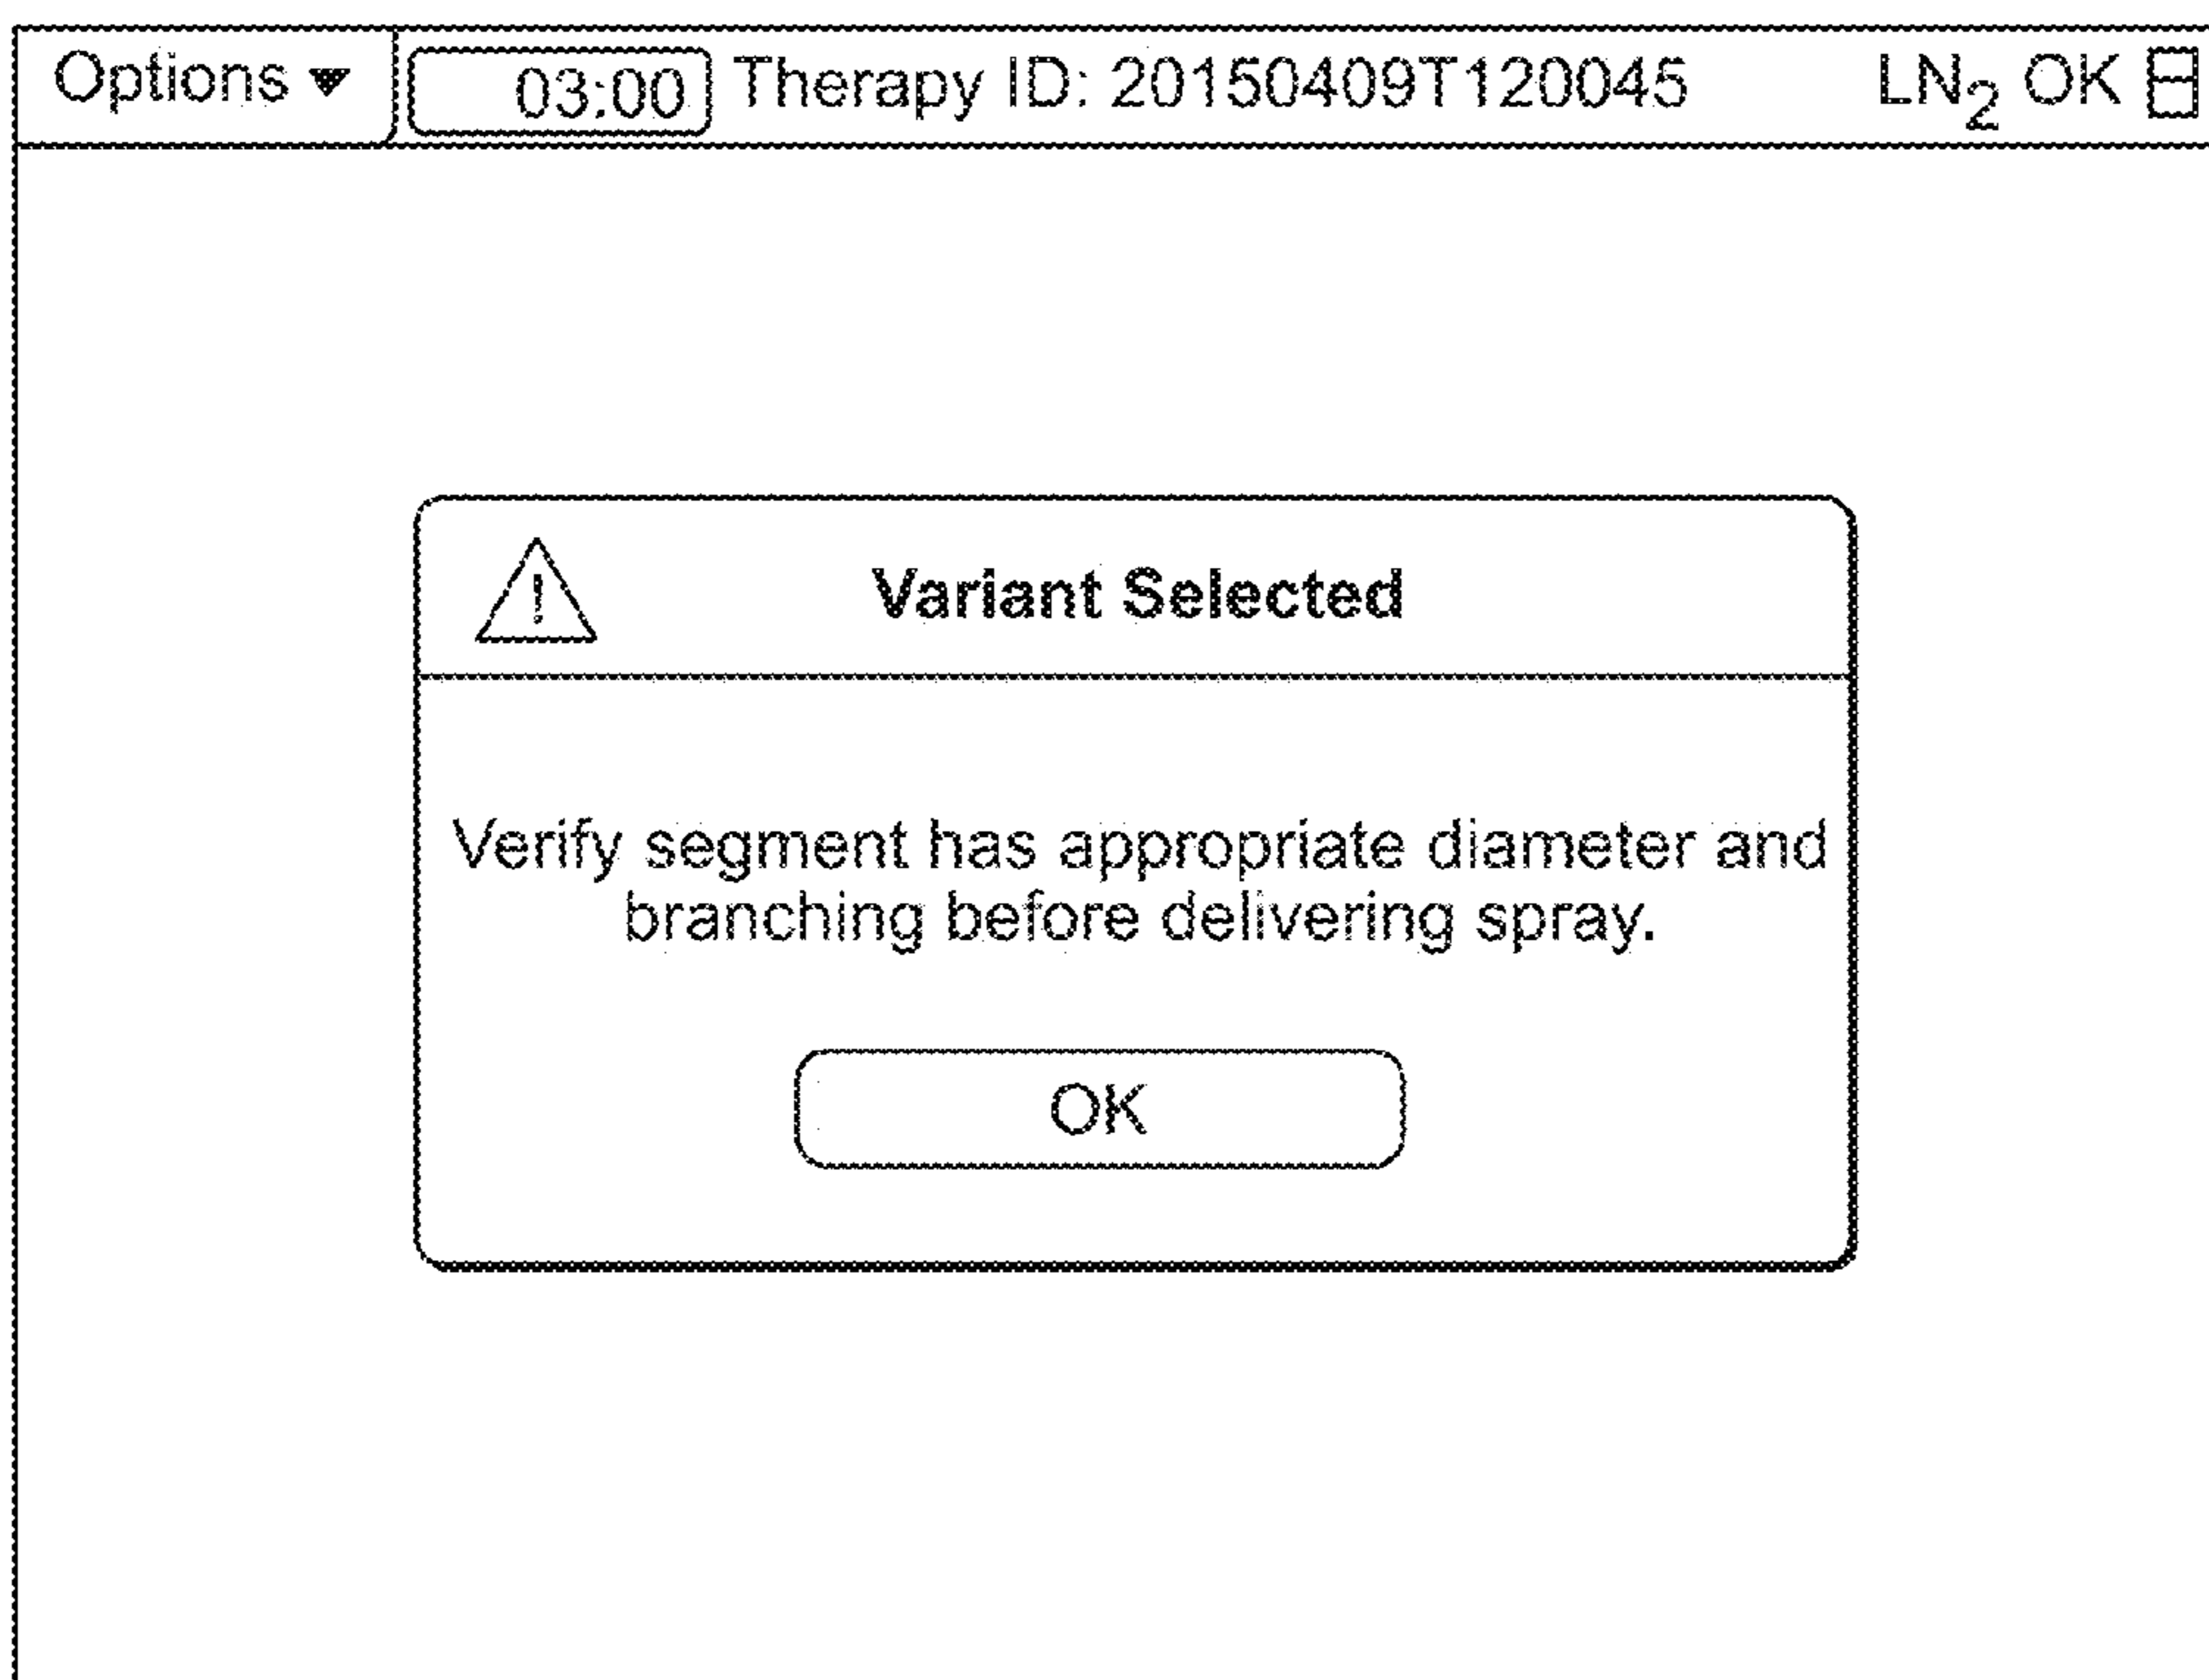 Options ▼ 03:00 Therapy ID: 20150409T120045 LN₂ OK
Variant Selected
Verify segment has appropriate diameter and
branching before delivering spray.
OK